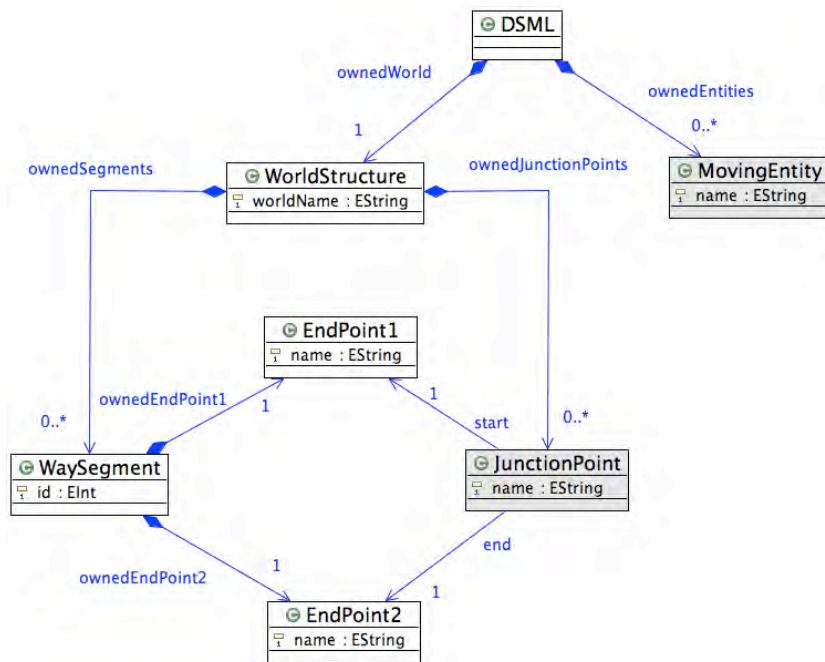 DSML
ownedWorld
ownedEntities
1
0..*
ownedSegments
ownedJunctionPoints
WorldStructure
worldName : EString
MovingEntity
name : EString
EndPoint1
name : EString
ownedEndPoint1
1
1
0..*
start
0..*
WaySegment
id : EInt
JunctionPoint
name : EString
end
ownedEndPoint2
1
1
EndPoint2
name : EString